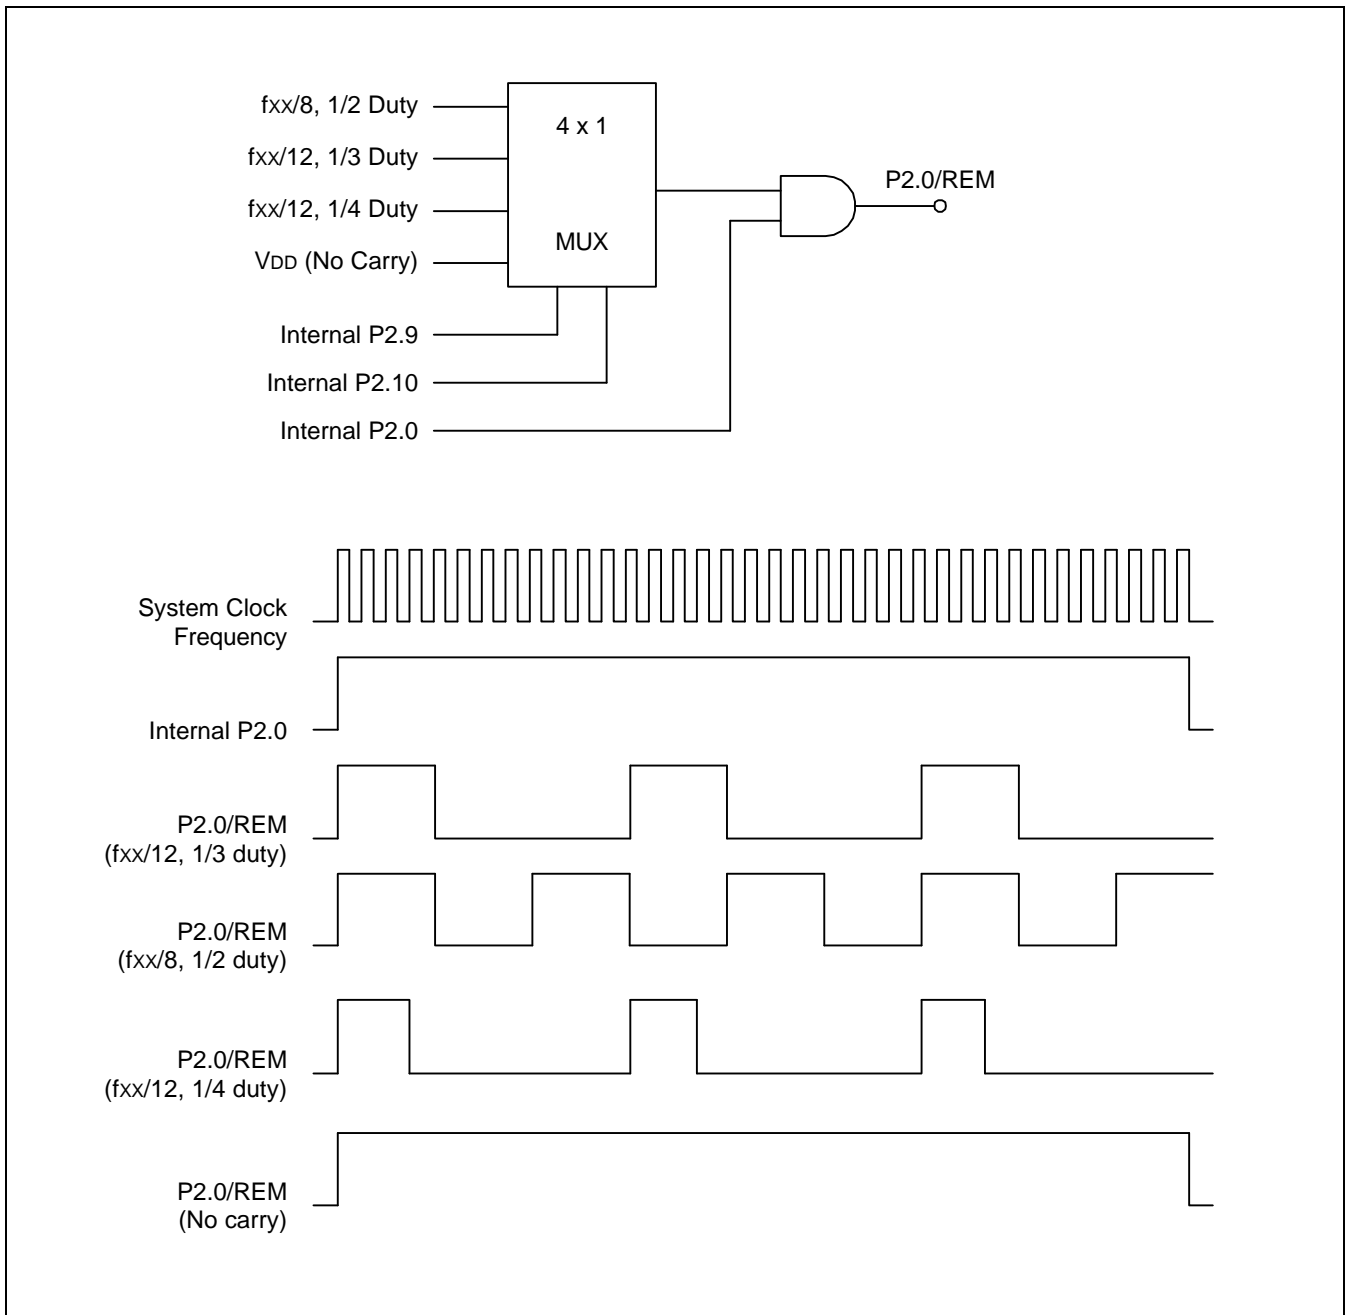 fxx/8, 1/2 Duty
4 x 1
fxx/12, 1/3 Duty
P2.0/REM
fxx/12, 1/4 Duty
MUX
VDD (No Carry)
Internal P2.9
Internal P2.10
Internal P2.0
System Clock
Frequency
Internal P2.0
P2.0/REM
(fxx/12, 1/3 duty)
P2.0/REM
(fxx/8, 1/2 duty)
P2.0/REM
(fxx/12, 1/4 duty)
P2.0/REM
(No carry)